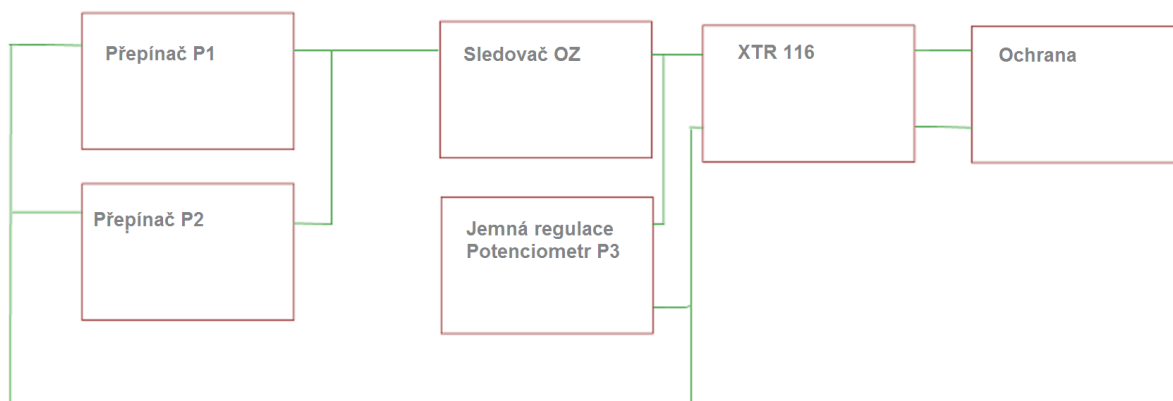 Přepínač P1
Sledovač OZ
XTR 116
Ochrana
Přepínač P2
Jemná regulace
Potenciometr P3